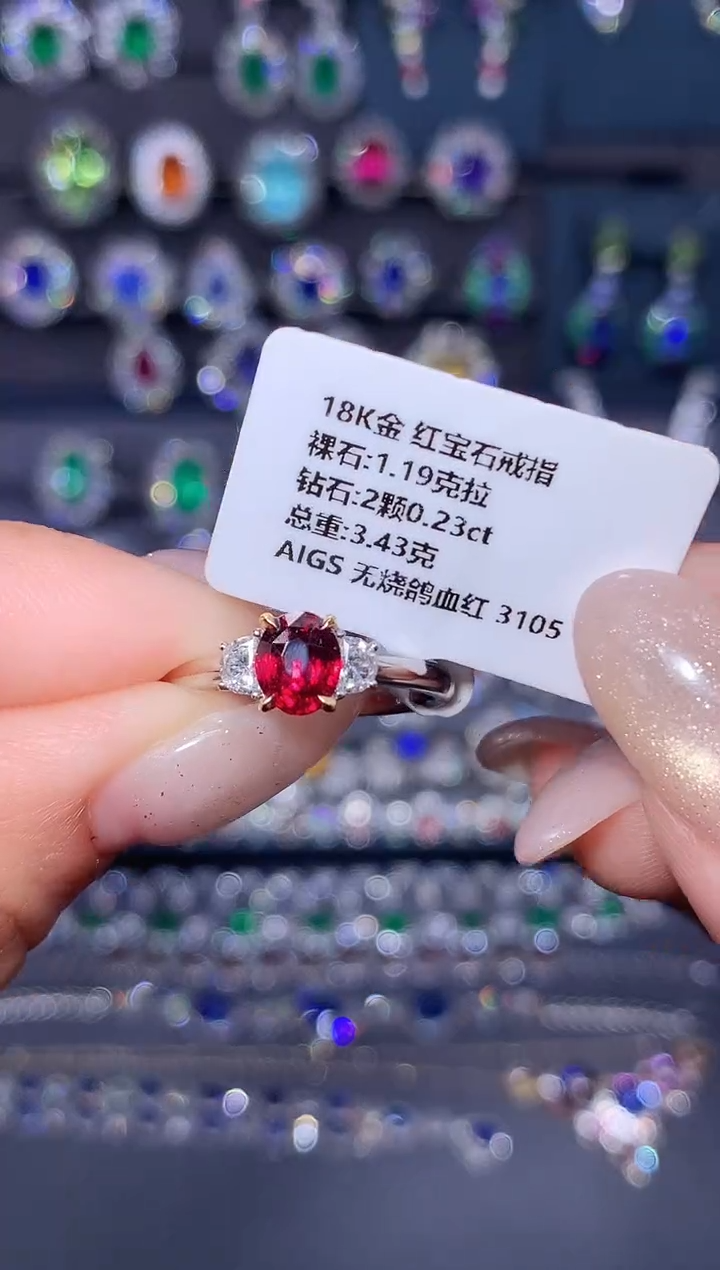 18K金 红宝石戒指
裸石:1.19克拉
钻石:2颗0.23ct
总重:3.43克
AIGS 无烧鸽血红 3105